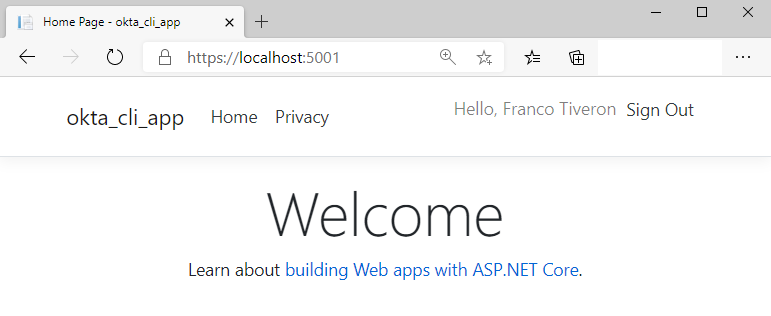 Home Page - okta_cli_app
https://localhost:5001
okta_cli_app Home Privacy Hello, Franco Tiveron Sign Out
Welcome
Learn about building Web apps with ASP.NET Core.